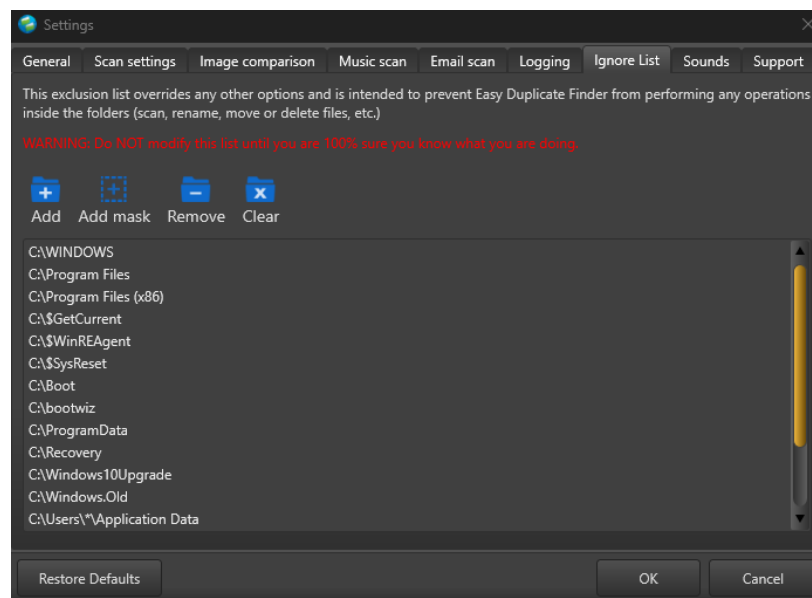 Settings
General Scan settings Image comparison Music scan Email scan Logging Ignore List Sounds Support
This exclusion list overrides any other options and is intended to prevent Easy Duplicate Finder from performing any operations
inside the folders (scan, rename, move or delete files, etc.)
WARNING: Do NOT modify this list until you are 100% sure you know what you are doing.
Add Add mask Remove Clear
C:\WINDOWS
C:\Program Files
C:\Program Files (x86)
C:\$GetCurrent
C:\$WinREAgent
C:\$SysReset
C:\Boot
C:\bootwiz
C:\ProgramData
C:\Recovery
C:\Windows10Upgrade
C:\Windows.Old
C:\Users\*\Application Data
Restore Defaults OK Cancel